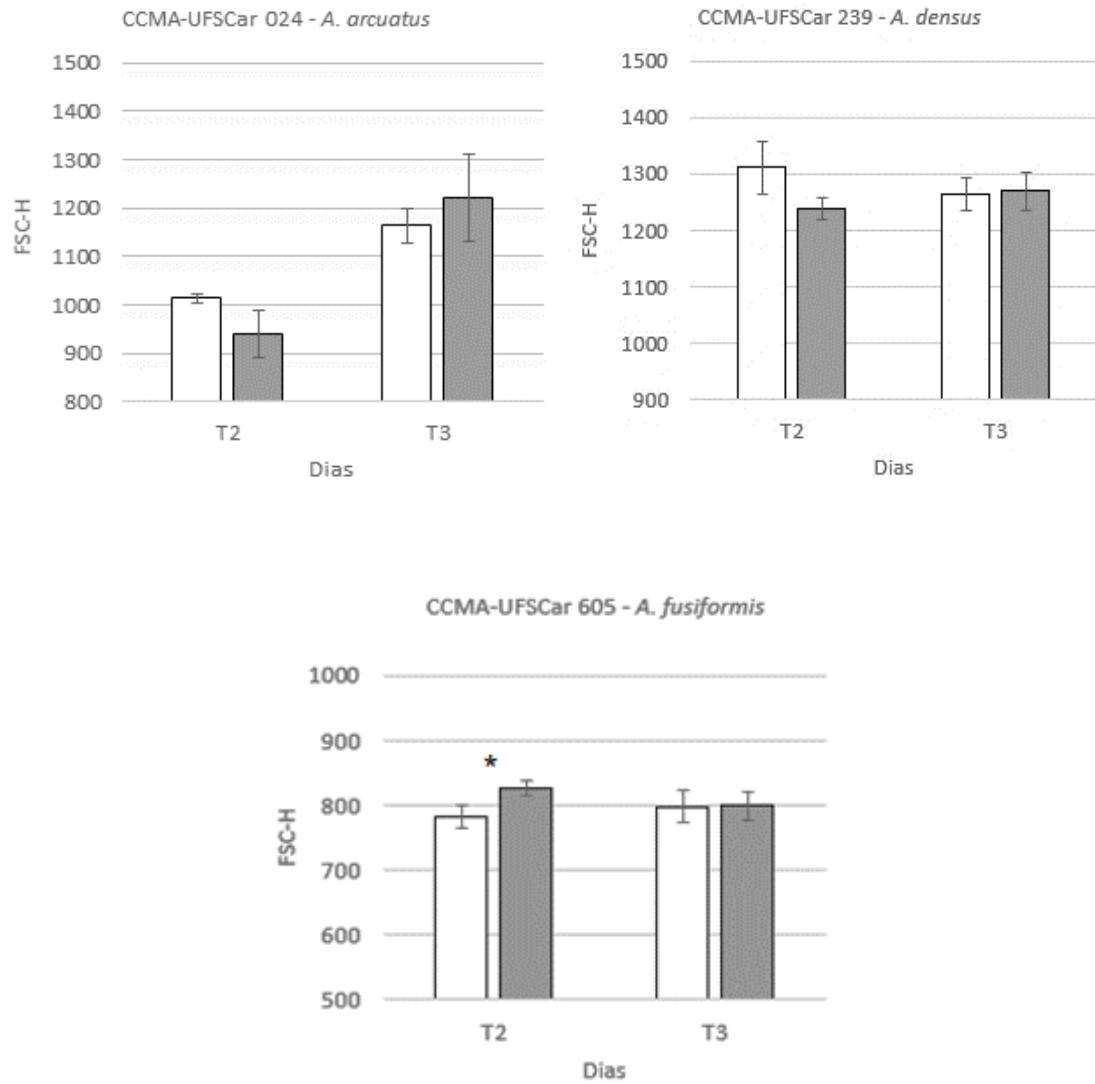 CCMA-UFSCar 024 - A. arcuatus
1500
1400
1300
1200
1100
1000
900
800
FSC-H
T2 T3
Dias
CCMA-UFSCar 239 - A. densus
1500
1400
1300
1200
1100
1000
900
FSC-H
T2 T3
Dias
CCMA-UFSCar 605 - A. fusiformis
1000
900
800
700
600
500
FSC-H
*
T2 T3
Dias